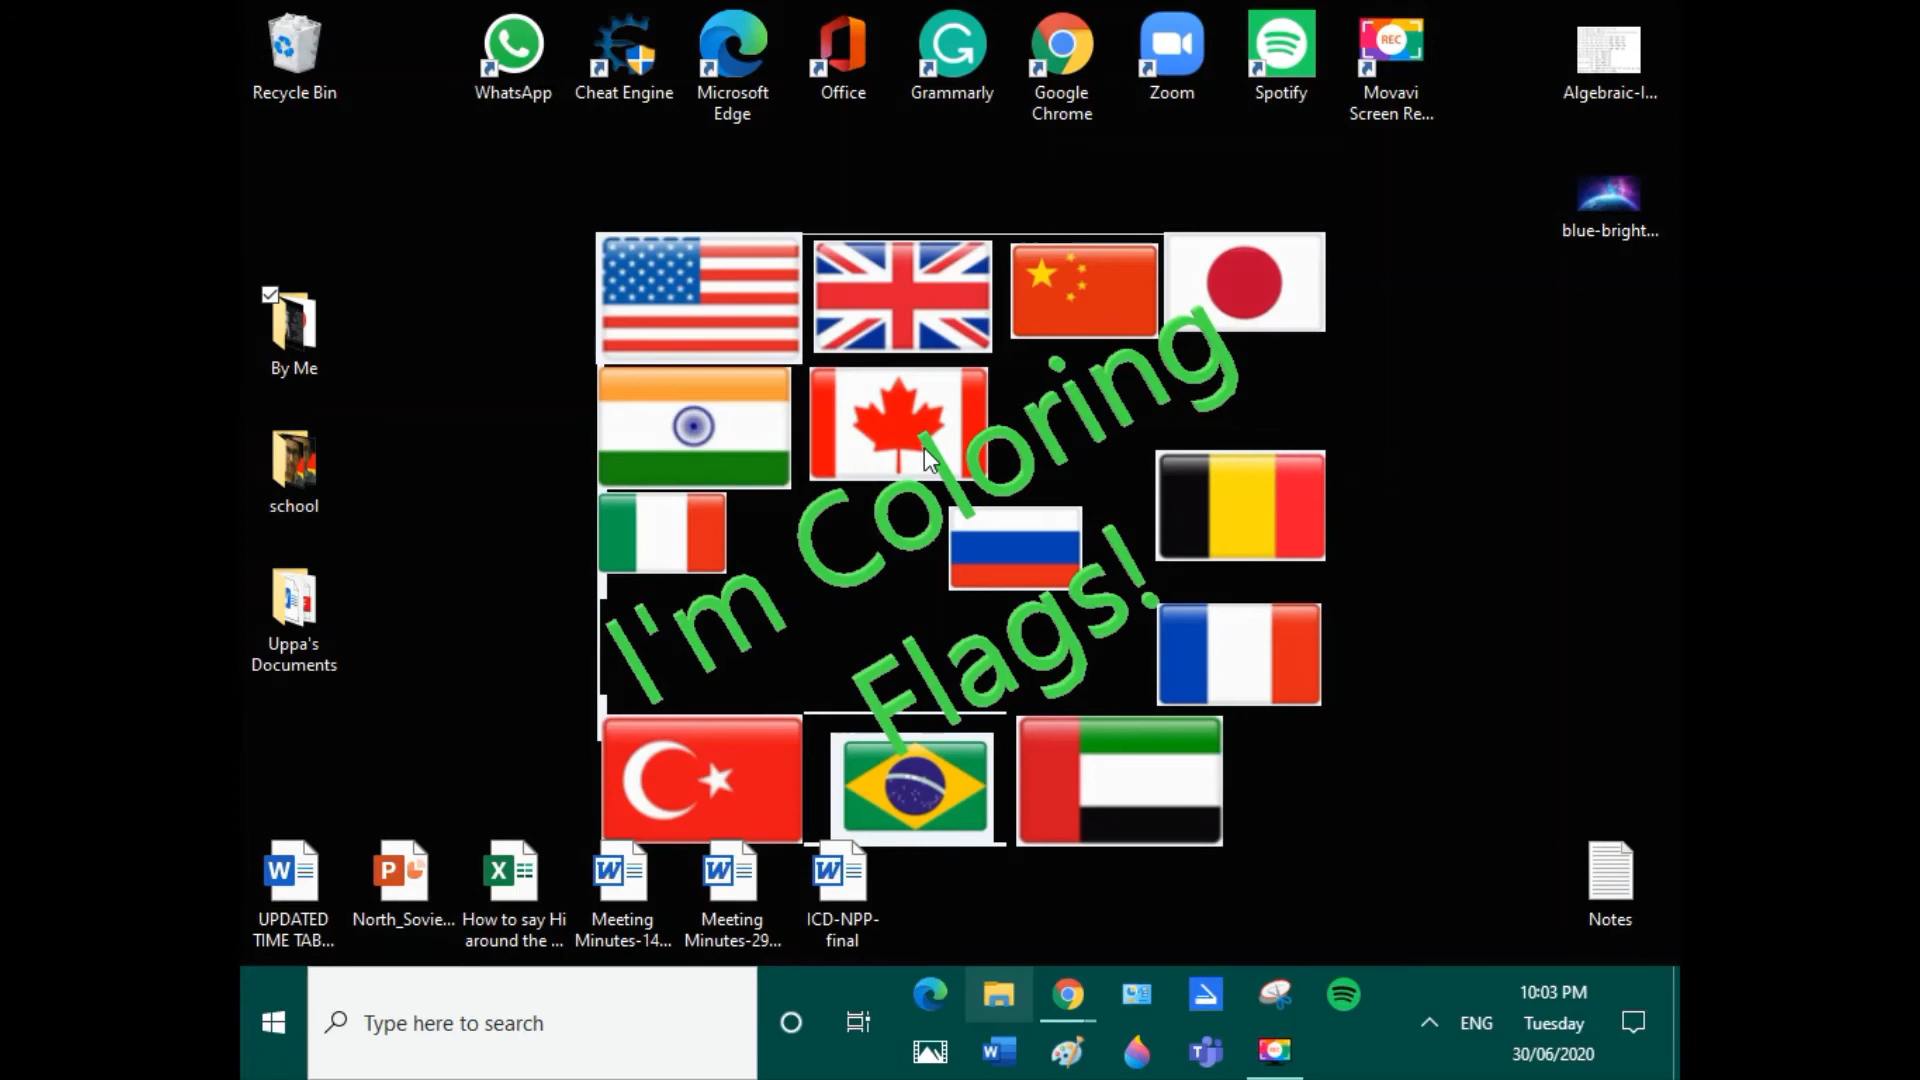 Recycle Bin
WhatsApp
Cheat Engine
Microsoft
Edge
Office
Grammarly
Google
Chrome
Zoom
Spotify
REC
Movavi
Screen Re...
Algebraic-I...
blue-bright...
By Me
school
Uppa's
Documents
I'm Coloring
Flags!
UPDATED
TIME TAB...
North_Sovie...
How to say Hi
around the ...
Meeting
Minutes-14...
Meeting
Minutes-29...
ICD-NPP-
final
Notes
Type here to search
ENG
10:03 PM
Tuesday
30/06/2020